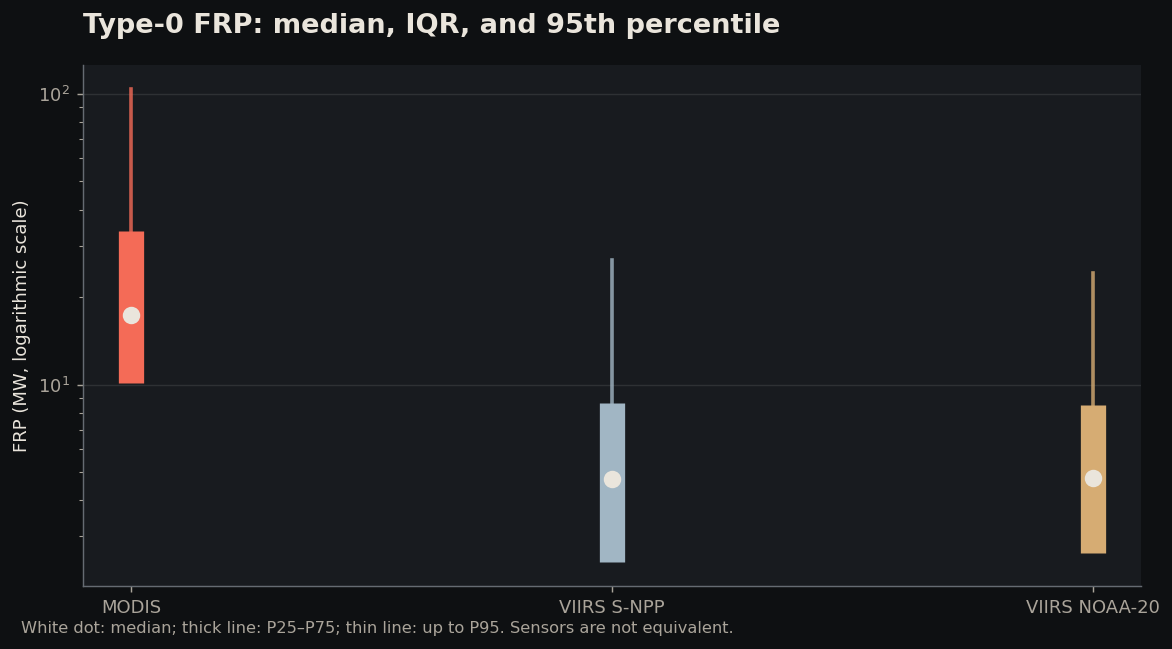 Type-0 FRP: median, IQR, and 95th percentile
FRP (MW, logarithmic scale)
10²
10¹
MODIS
VIIRS S-NPP
VIIRS NOAA-20
White dot: median; thick line: P25–P75; thin line: up to P95. Sensors are not equivalent.